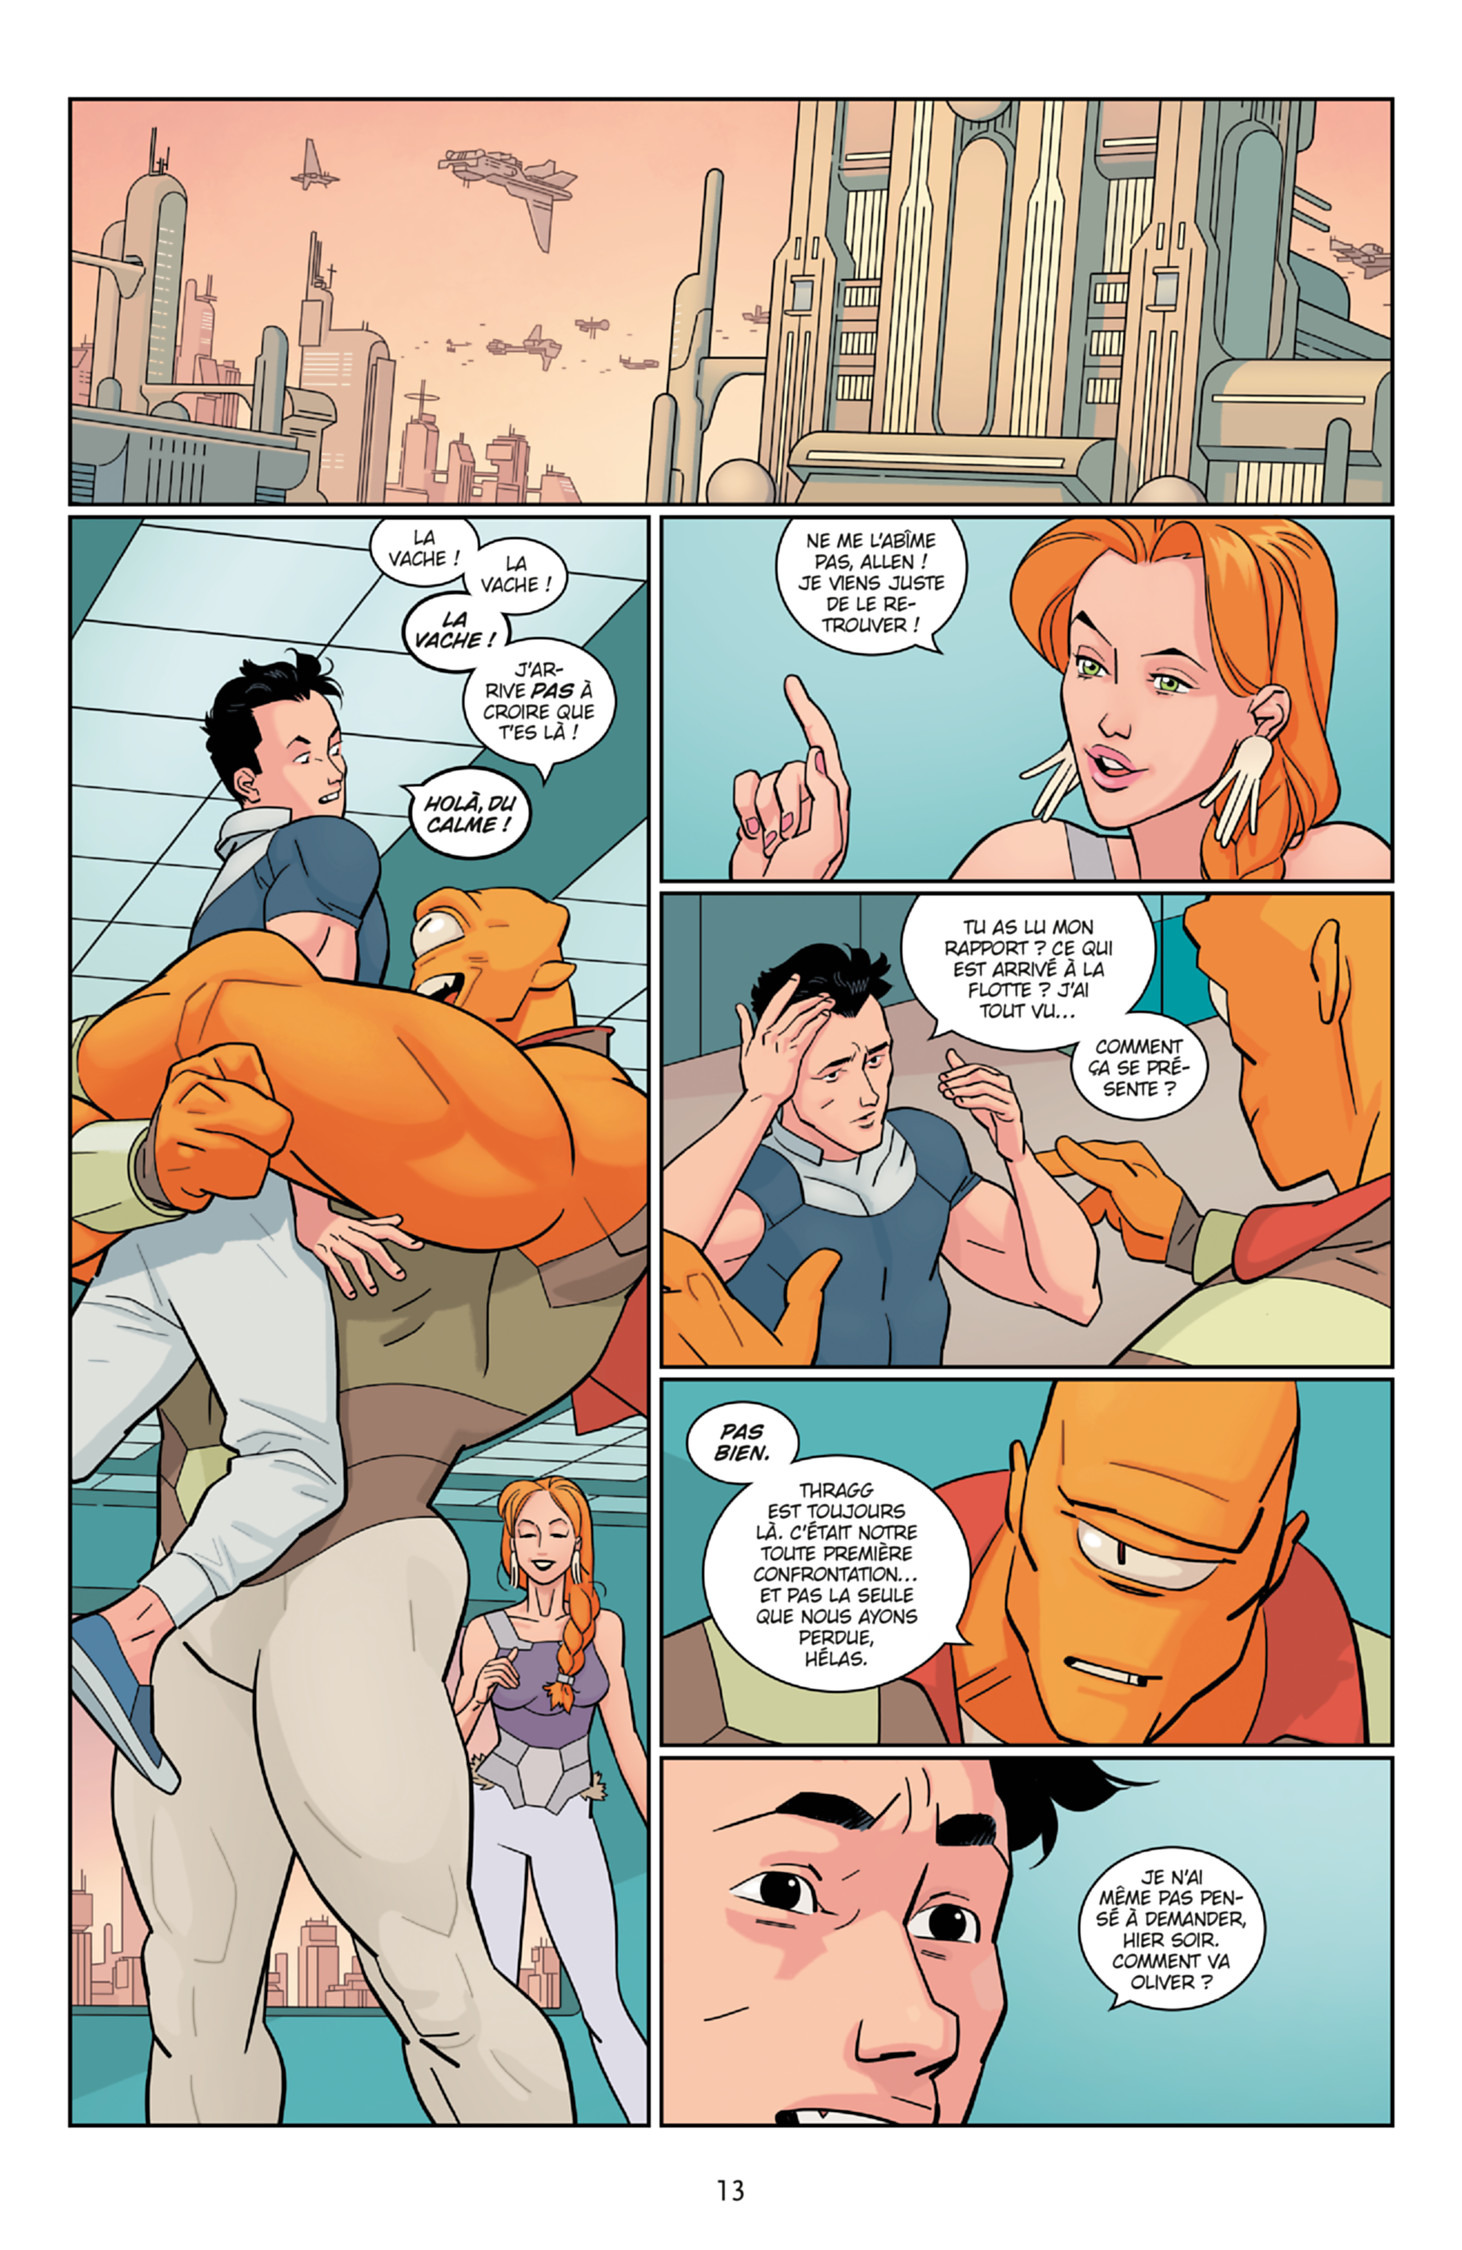 LA
VACHE !
LA
VACHE !
LA
VACHE !
J'AR-
RIVE PAS À
CROIRE QUE
T'ES LÀ !
HOLÀ, DU
CALME !
NE ME L'ABÎME
PAS, ALLEN !
JE VIENS JUSTE
DE LE RE-
TROUVER !
TU AS LU MON
RAPPORT ? CE QUI
EST ARRIVÉ À LA
FLOTTE ? J'AI
TOUT VU...
COMMENT
ÇA SE PRÉ-
SENTE ?
PAS
BIEN.
THRAGG
EST TOUJOURS
LÀ. C'ÉTAIT NOTRE
TOUTE PREMIÈRE
CONFRONTATION...
ET PAS LA SEULE
QUE NOUS AYONS
PERDUE,
HÉLAS.
JE N'AI
MÊME PAS PEN-
SÉ À DEMANDER,
HIER SOIR.
COMMENT VA
OLIVER ?
13